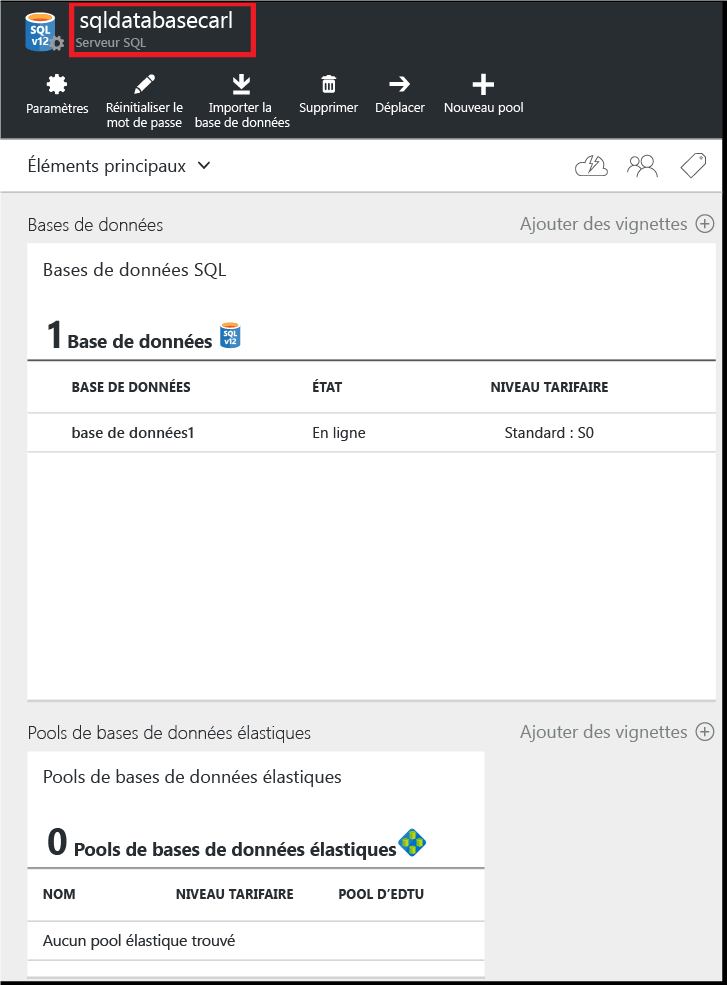 SQL
v12
sqldatabasecarl
Serveur SQL
Paramètres
Réinitialiser le
mot de passe
Importer la
base de données
Supprimer
Déplacer
Nouveau pool
Éléments principaux
Bases de données
Ajouter des vignettes
Bases de données SQL
1 Base de données SQL v12
BASE DE DONNÉES ÉTAT NIVEAU TARIFAIRE
base de données1 En ligne Standard : S0
Pools de bases de données élastiques
Ajouter des vignettes
Pools de bases de données élastiques
0 Pools de bases de données élastiques
NOM NIVEAU TARIFAIRE POOL D’EDTU
Aucun pool élastique trouvé